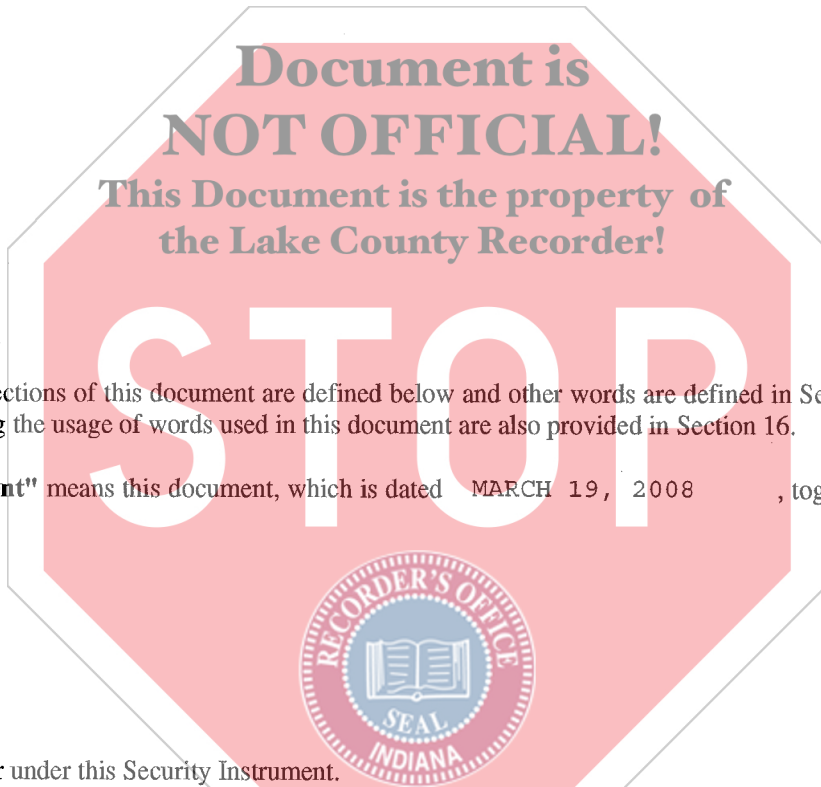 Document is
NOT OFFICIAL!
This Document is the property of
the Lake County Recorder!
STOP
ctions of this document are defined below and other words are defined in Se
g the usage of words used in this document are also provided in Section 16.
nt" means this document, which is dated MARCH 19, 2008 , tog
RECORDER'S OFFICE
SEAL
INDIANA
r under this Security Instrument.